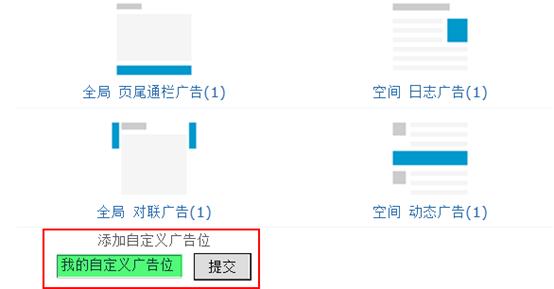 全局 页尾通栏广告(1)
空间 日志广告(1)
全局 对联广告(1)
空间 动态广告(1)
添加自定义广告位
我的自定义广告位
提交